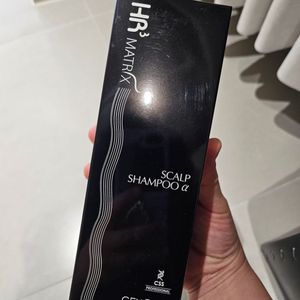 HR³ MATRIX
SCALP
SHAMPOO α
CSS
PROFESSIONAL